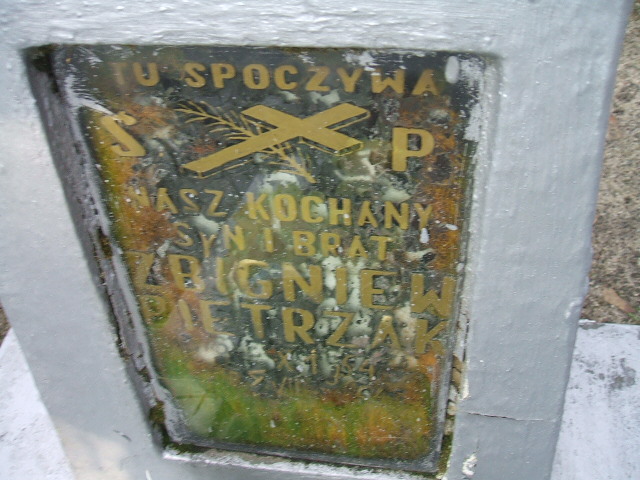 TU SPOCZYWA
S P
NASZ KOCHANY
SYN I BRAT
ZBIGNIEW
PIETRZAK